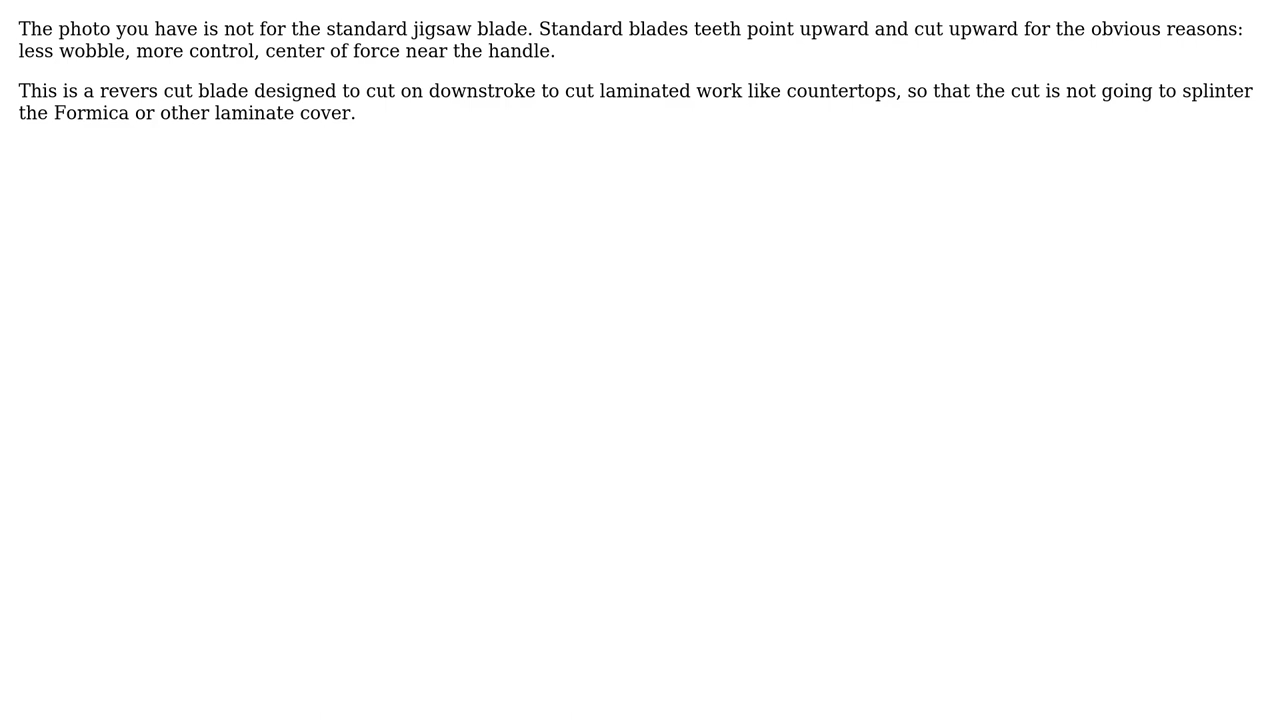 The photo you have is not for the standard jigsaw blade. Standard blades teeth point upward and cut upward for the obvious reasons:
less wobble, more control, center of force near the handle.
This is a revers cut blade designed to cut on downstroke to cut laminated work like countertops, so that the cut is not going to splinter
the Formica or other laminate cover.